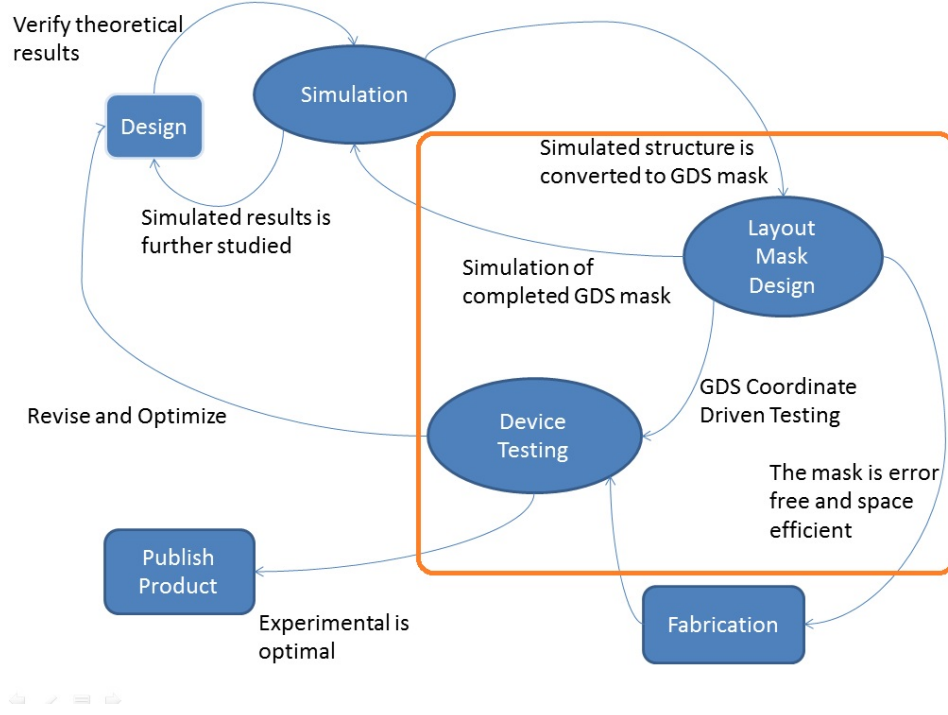 Verify theoretical
results
Simulation
Design
Simulated structure is
converted to GDS mask
Simulated results is
further studied
Layout
Mask
Design
Simulation of
completed GDS mask
GDS Coordinate
Driven Testing
Revise and Optimize
Device
Testing
The mask is error
free and space
efficient
Publish
Product
Experimental is
optimal
Fabrication